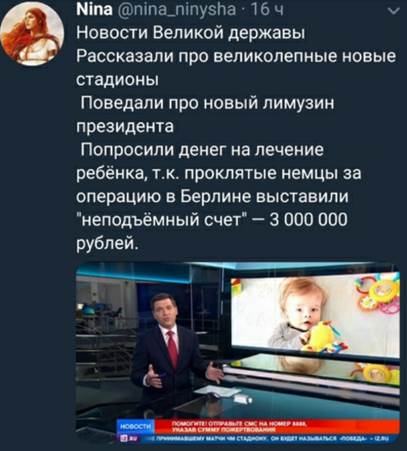 Nina @nina_ninysha · 16 ч
Новости Великой державы
Рассказали про великолепные новые
стадионы
Поведали про новый лимузин
президента
Попросили денег на лечение
ребёнка, т.к. проклятые немцы за
операцию в Берлине выставили
"неподъёмный счет" — 3 000 000
рублей.
НОВОСТИ
ПОМОГИТЕ! ОТПРАВЬТЕ СМС НА НОМЕР 8888,
УКАЗАВ СУММУ ПОЖЕРТВОВАНИЯ
IZ.RU
ПРИНИМАВШЕМУ МАТЧИ ЧМ СТАДИОНУ, ОН БУДЕТ НАЗЫВАТЬСЯ «ПОБЕДА» – IZ.RU